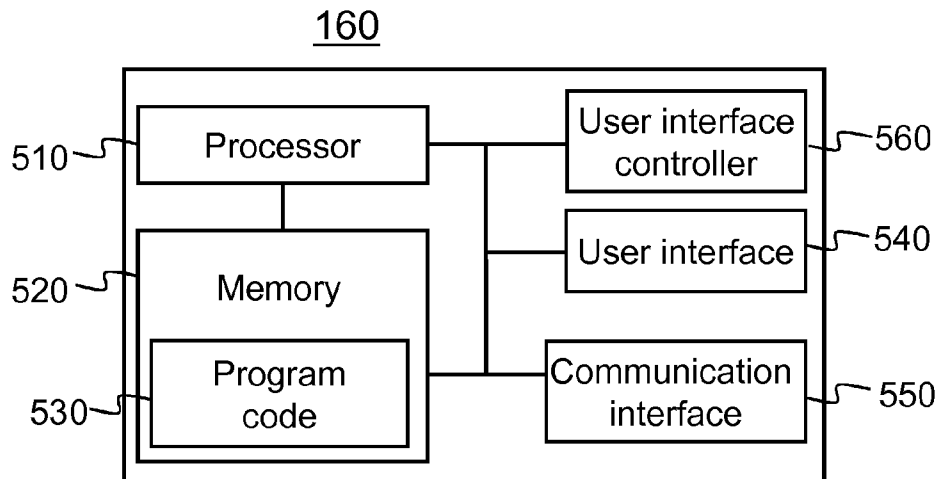 160
510
Processor
User interface
controller
560
User interface
540
520
Memory
Program
code
530
Communication
interface
550